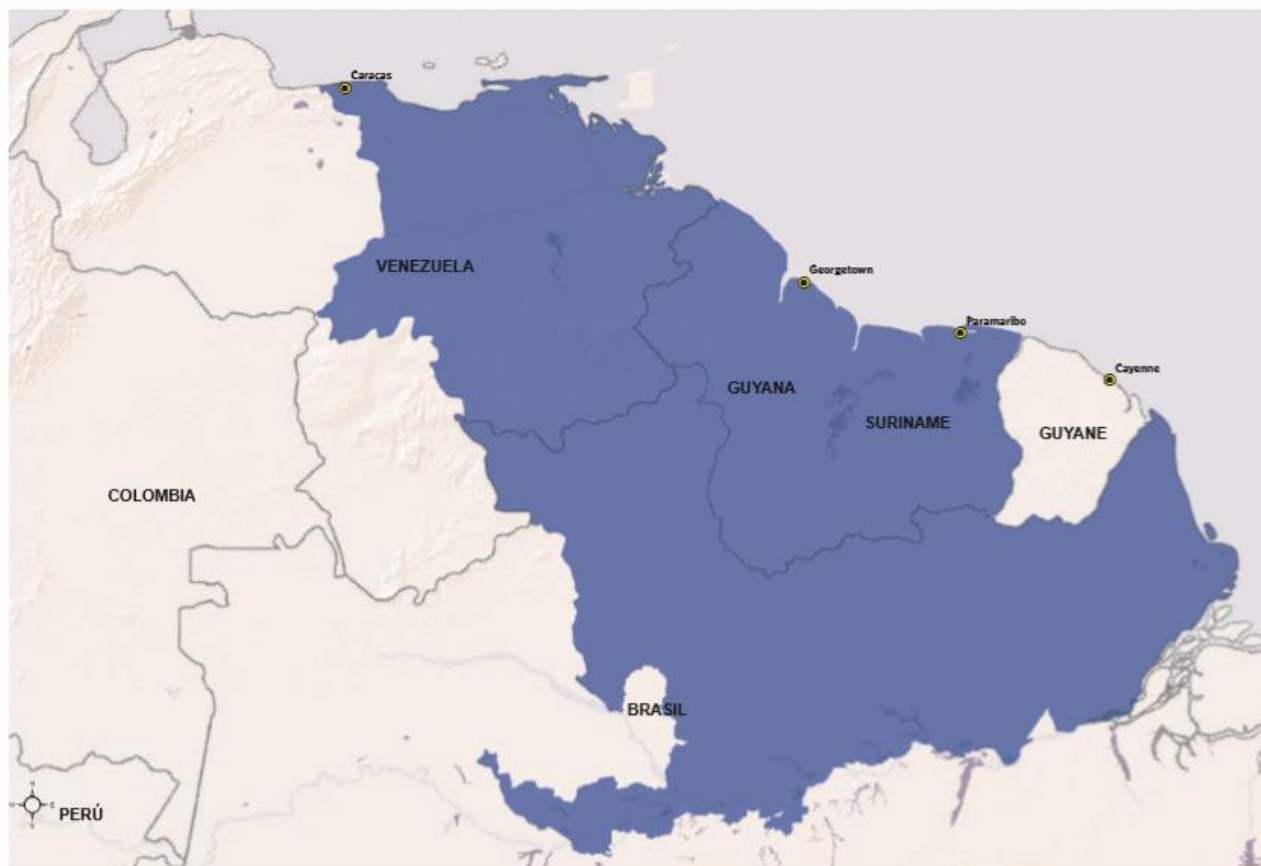 Caracas
VENEZUELA
Georgetown
Paramaribo
GUYANA
Cayenne
SURINAME
GUYANE
COLOMBIA
BRASIL
PERÚ